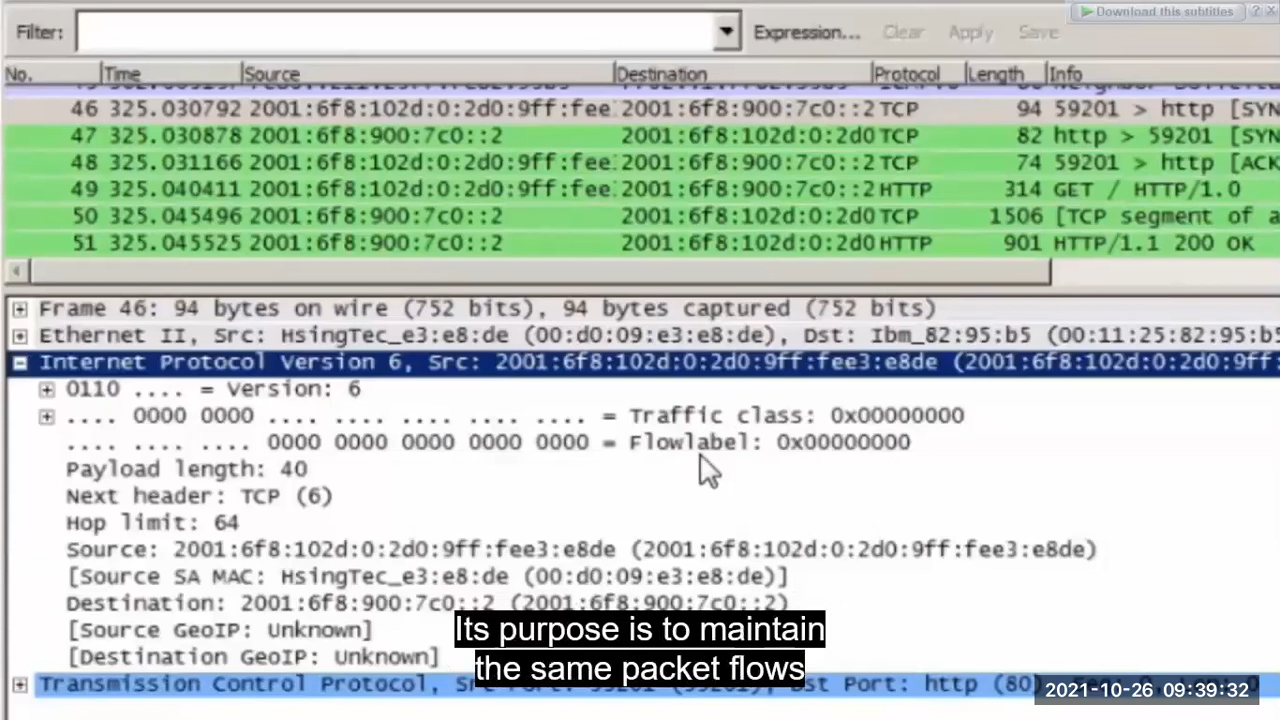 Download this subtitles ? X
Filter: Expression... Clear Apply Save
No. Time Source Destination Protocol Length Info
46 325.030792 2001:6f8:102d:0:2d0:9ff:fee 2001:6f8:900:7c0::2 TCP 94 59201 > http [SYN
47 325.030878 2001:6f8:900:7c0::2 2001:6f8:102d:0:2d0 TCP 82 http > 59201 [SYN
48 325.031166 2001:6f8:102d:0:2d0:9ff:fee 2001:6f8:900:7c0::2 TCP 74 59201 > http [ACK
49 325.040411 2001:6f8:102d:0:2d0:9ff:fee 2001:6f8:900:7c0::2 HTTP 314 GET / HTTP/1.0
50 325.045496 2001:6f8:900:7c0::2 2001:6f8:102d:0:2d0 TCP 1506 [TCP segment of a
51 325.045525 2001:6f8:900:7c0::2 2001:6f8:102d:0:2d0 HTTP 901 HTTP/1.1 200 OK
Frame 46: 94 bytes on wire (752 bits), 94 bytes captured (752 bits)
Ethernet II, Src: HsingTec_e3:e8:de (00:d0:09:e3:e8:de), Dst: Ibm_82:95:b5 (00:11:25:82:95:b5
Internet Protocol Version 6, Src: 2001:6f8:102d:0:2d0:9ff:fee3:e8de (2001:6f8:102d:0:2d0:9ff:
0110 .... = Version: 6
.... 0000 0000 .... .... .... .... .... = Traffic class: 0x00000000
.... .... .... 0000 0000 0000 0000 0000 = Flowlabel: 0x00000000
Payload length: 40
Next header: TCP (6)
Hop limit: 64
Source: 2001:6f8:102d:0:2d0:9ff:fee3:e8de (2001:6f8:102d:0:2d0:9ff:fee3:e8de)
[Source SA MAC: HsingTec_e3:e8:de (00:d0:09:e3:e8:de)]
Destination: 2001:6f8:900:7c0::2 (2001:6f8:900:7c0::2)
[Source GeoIP: Unknown]
[Destination GeoIP: Unknown]
Its purpose is to maintain
the same packet flows
Transmission Control Protocol, Dst Port: http (80)
2021-10-26 09:39:32